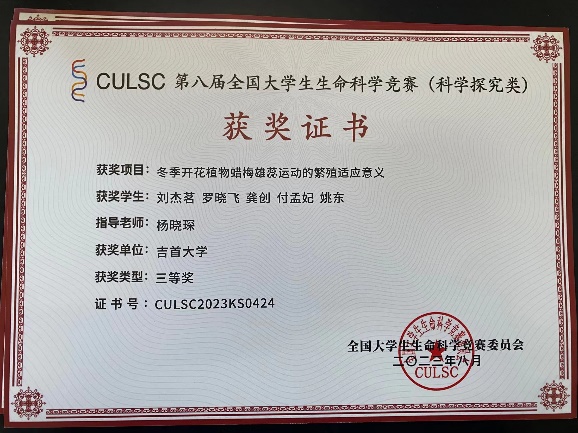 CULSC 第八届全国大学生生命科学竞赛（科学探究类）
获奖证书
获奖项目：冬季开花植物蜡梅雄蕊运动的繁殖适应意义
获奖学生：刘杰茗 罗晓飞 龚创 付孟妃 姚东
指导老师：杨晓琛
获奖单位：吉首大学
获奖类型：三等奖
证书号：CULSC2023KS0424
全国大学生生命科学竞赛委员会
二〇二三年八月
CULSC